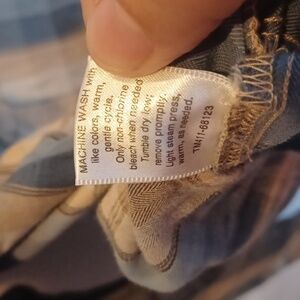 MACHINE WASH with
like colors, warm,
gentle cycle.
Only non-chlorine
bleach when needed
Tumble dry low;
remove promptly.
Light steam press,
warm, as needed.